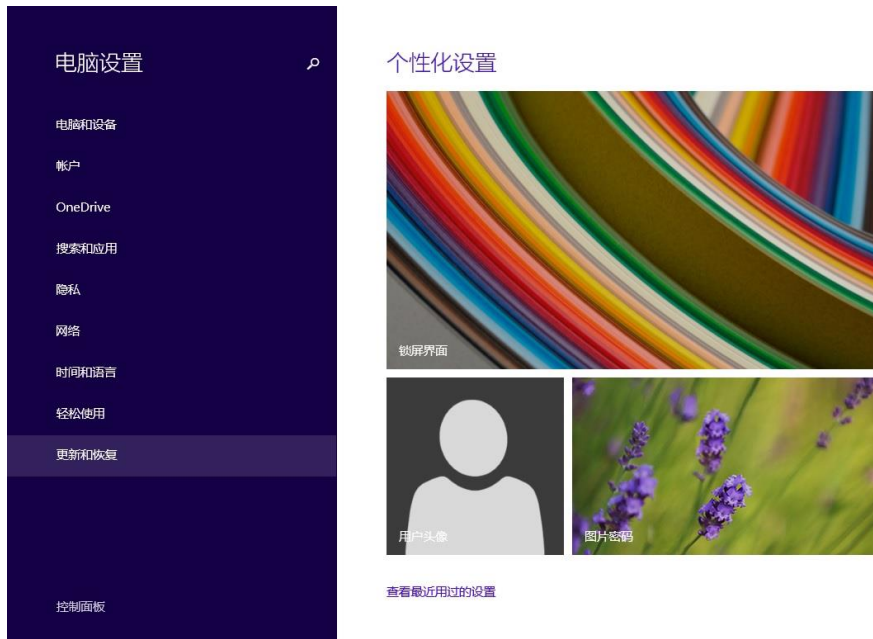 电脑设置
电脑和设备
帐户
OneDrive
搜索和应用
隐私
网络
时间和语言
轻松使用
更新和恢复
控制面板
个性化设置
锁屏界面
用户头像
图片密码
查看最近用过的设置